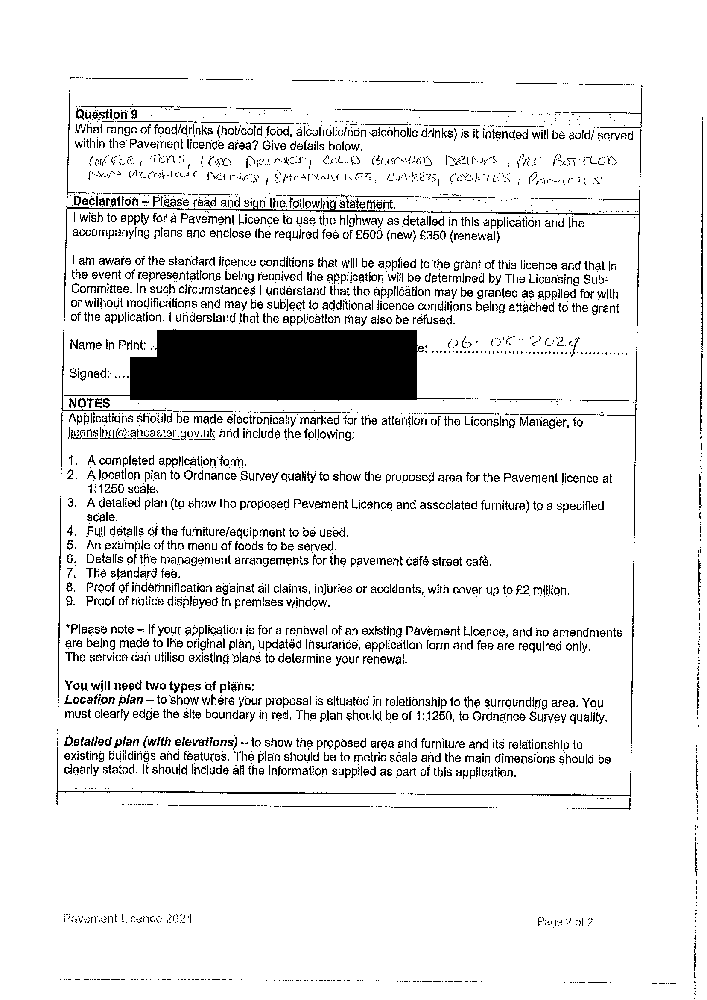 Question 9
What range of food/drinks (hot/cold food, alcoholic/non-alcoholic drinks) is it intended will be sold/ served
within the Pavement licence area? Give details below.
COFFEE, TEAS, ICED DRINKS, COLD BLENDED DRINKS, PRE BOTTLED
NON ALCOHOLIC DRINKS, SANDWICHES, CAKES, COOKIES, PANINIS
Declaration – Please read and sign the following statement.
I wish to apply for a Pavement Licence to use the highway as detailed in this application and the
accompanying plans and enclose the required fee of £500 (new) £350 (renewal)
I am aware of the standard licence conditions that will be applied to the grant of this licence and that in
the event of representations being received the application will be determined by The Licensing Sub-
Committee. In such circumstances I understand that the application may be granted as applied for with
or without modifications and may be subject to additional licence conditions being attached to the grant
of the application. I understand that the application may also be refused.
Name in Print: .. e: ....06-08-2024....
Signed: ....
NOTES
Applications should be made electronically marked for the attention of the Licensing Manager, to
licensing@lancaster.gov.uk and include the following:
1. A completed application form.
2. A location plan to Ordnance Survey quality to show the proposed area for the Pavement licence at
1:1250 scale.
3. A detailed plan (to show the proposed Pavement Licence and associated furniture) to a specified
scale.
4. Full details of the furniture/equipment to be used.
5. An example of the menu of foods to be served.
6. Details of the management arrangements for the pavement café street café.
7. The standard fee.
8. Proof of indemnification against all claims, injuries or accidents, with cover up to £2 million.
9. Proof of notice displayed in premises window.
*Please note – If your application is for a renewal of an existing Pavement Licence, and no amendments
are being made to the original plan, updated insurance, application form and fee are required only.
The service can utilise existing plans to determine your renewal.
You will need two types of plans:
Location plan – to show where your proposal is situated in relationship to the surrounding area. You
must clearly edge the site boundary in red. The plan should be of 1:1250, to Ordnance Survey quality.
Detailed plan (with elevations) – to show the proposed area and furniture and its relationship to
existing buildings and features. The plan should be to metric scale and the main dimensions should be
clearly stated. It should include all the information supplied as part of this application.
Pavement Licence 2024
Page 2 of 2